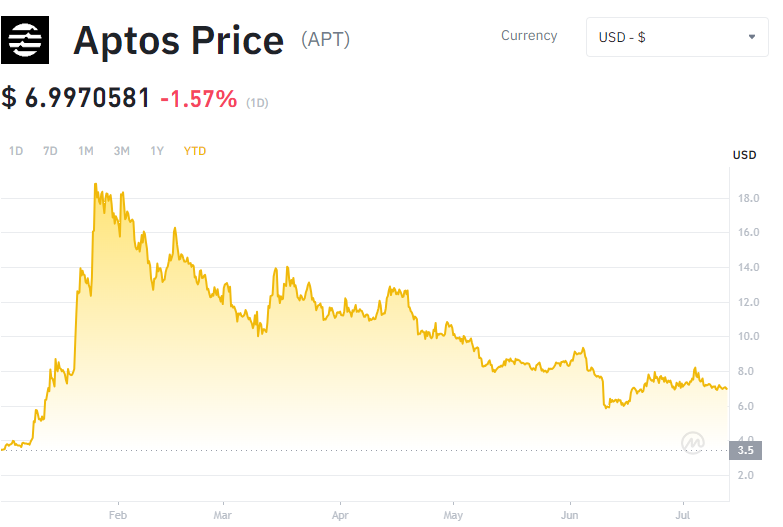 Aptos Price (APT)
Currency
USD - $
$ 6.9970581 -1.57% (1D)
1D 7D 1M 3M 1Y YTD
USD
18.0
16.0
14.0
12.0
10.0
8.0
6.0
4.0
3.5
2.0
Feb Mar Apr May Jun Jul